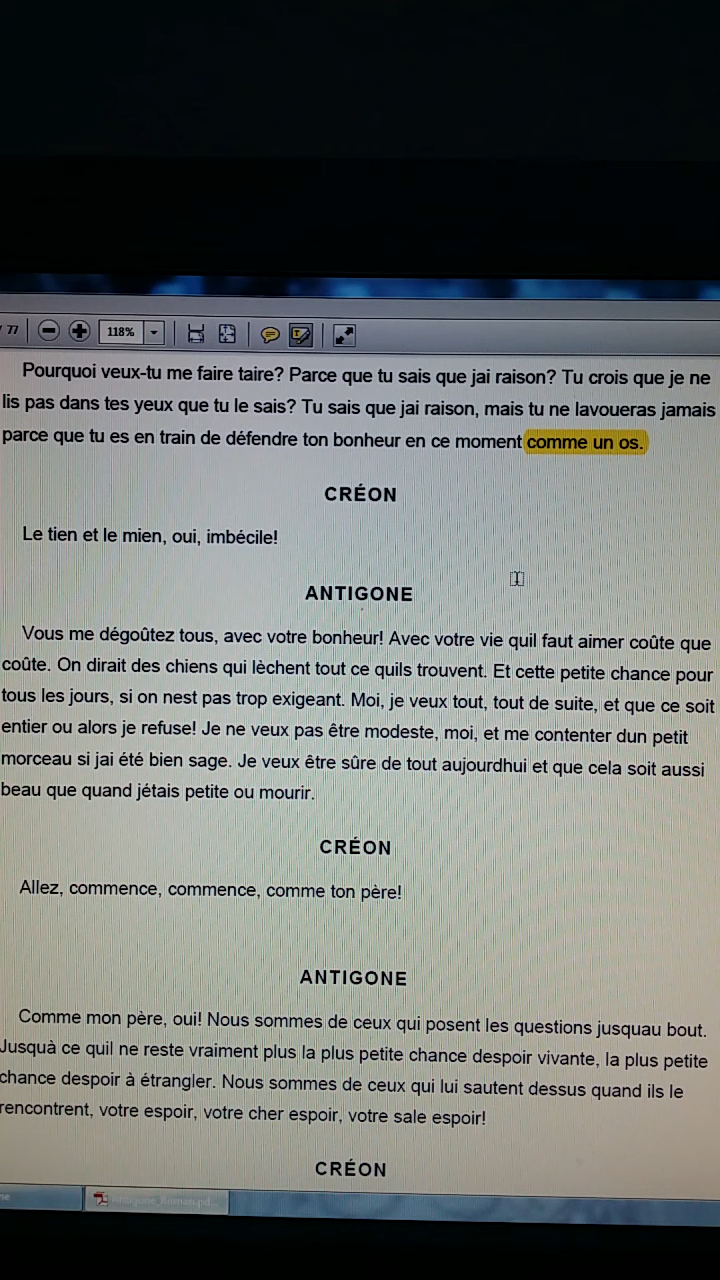 77
118%
Pourquoi veux-tu me faire taire? Parce que tu sais que jai raison? Tu crois que je ne
lis pas dans tes yeux que tu le sais? Tu sais que jai raison, mais tu ne lavoueras jamais
parce que tu es en train de défendre ton bonheur en ce moment comme un os.
CRÉON
Le tien et le mien, oui, imbécile!
ANTIGONE
Vous me dégoûtez tous, avec votre bonheur! Avec votre vie quil faut aimer coûte que
coûte. On dirait des chiens qui lèchent tout ce quils trouvent. Et cette petite chance pour
tous les jours, si on nest pas trop exigeant. Moi, je veux tout, tout de suite, et que ce soit
entier ou alors je refuse! Je ne veux pas être modeste, moi, et me contenter dun petit
morceau si jai été bien sage. Je veux être sûre de tout aujourdhui et que cela soit aussi
beau que quand jétais petite ou mourir.
CRÉON
Allez, commence, commence, comme ton père!
ANTIGONE
Comme mon père, oui! Nous sommes de ceux qui posent les questions jusquau bout.
Jusquà ce quil ne reste vraiment plus la plus petite chance despoir vivante, la plus petite
chance despoir à étrangler. Nous sommes de ceux qui lui sautent dessus quand ils le
rencontrent, votre espoir, votre cher espoir, votre sale espoir!
CRÉON